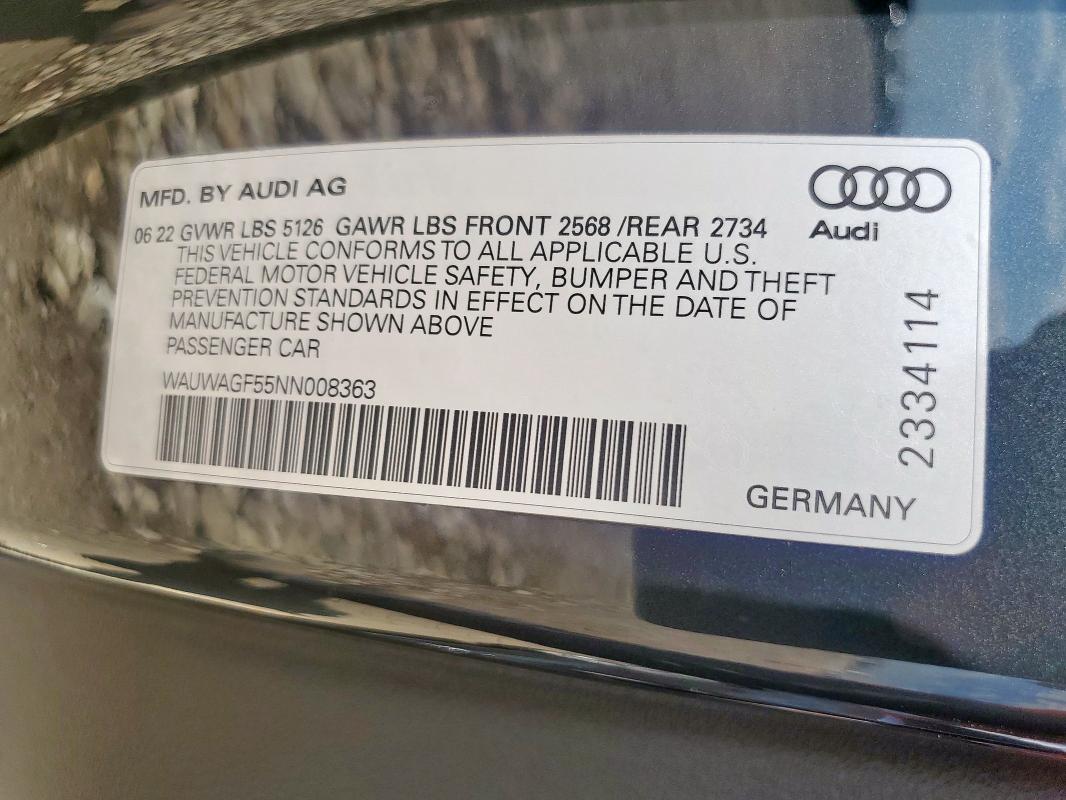 MFD. BY AUDI AG
Audi
06 22 GVWR LBS 5126 GAWR LBS FRONT 2568 /REAR 2734
THIS VEHICLE CONFORMS TO ALL APPLICABLE U.S.
FEDERAL MOTOR VEHICLE SAFETY, BUMPER AND THEFT
PREVENTION STANDARDS IN EFFECT ON THE DATE OF
MANUFACTURE SHOWN ABOVE
PASSENGER CAR
WAUWAGF55NN008363
2334114
GERMANY